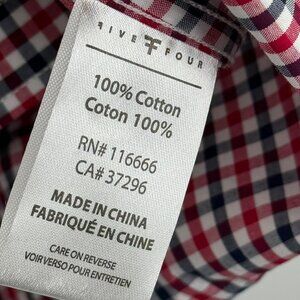 FIVE FOUR
100% Cotton
Coton 100%
RN# 116666
CA# 37296
MADE IN CHINA
FABRIQUÉ EN CHINE
CARE ON REVERSE
VOIR VERSO POUR ENTRETIEN